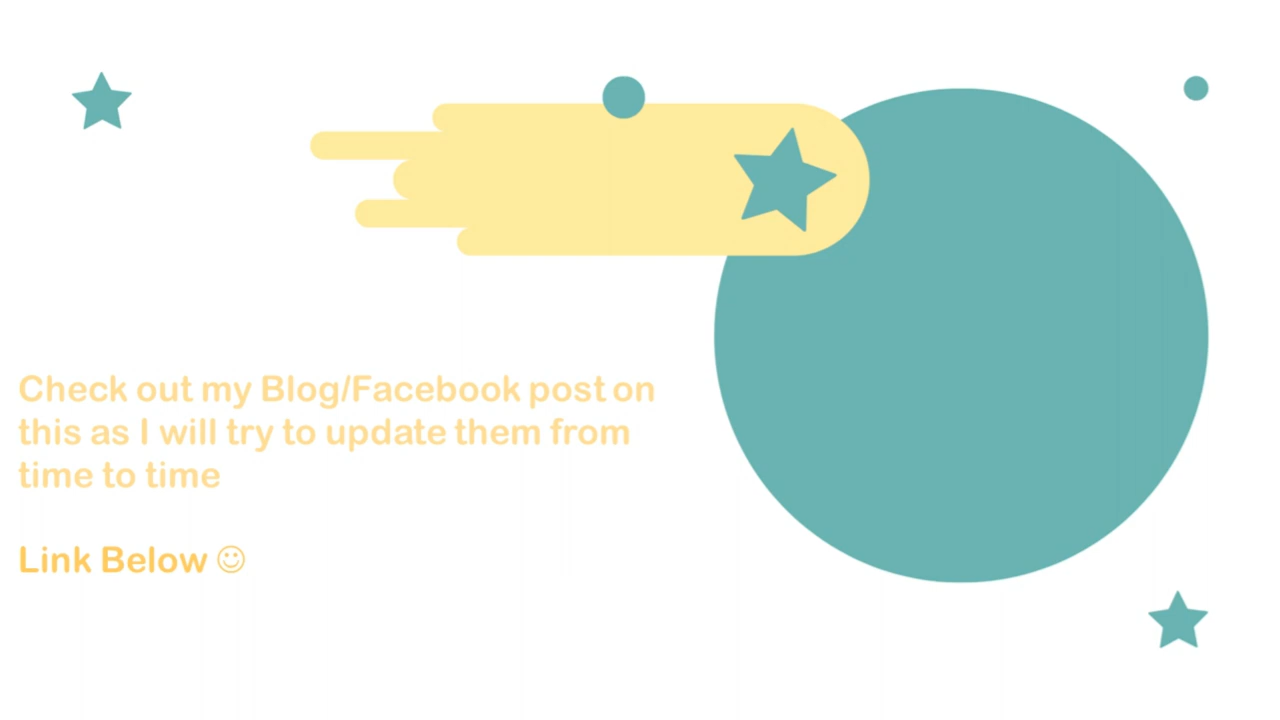 Check out my Blog/Facebook post on
this as I will try to update them from
time to time
Link Below ☺